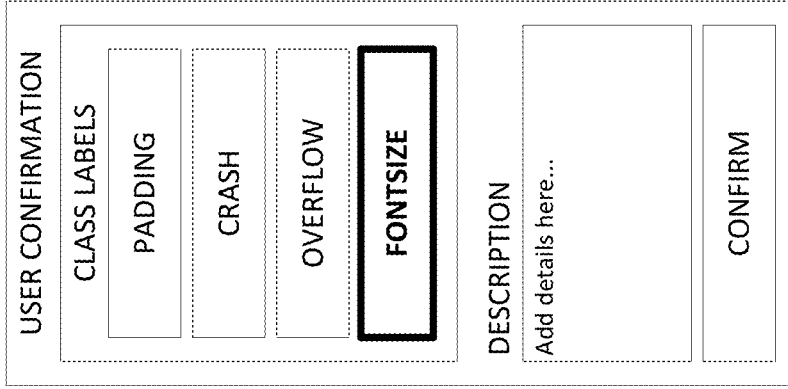 USER CONFIRMATION
CLASS LABELS
PADDING
CRASH
OVERFLOW
FONTSIZE
DESCRIPTION
Add details here...
CONFIRM